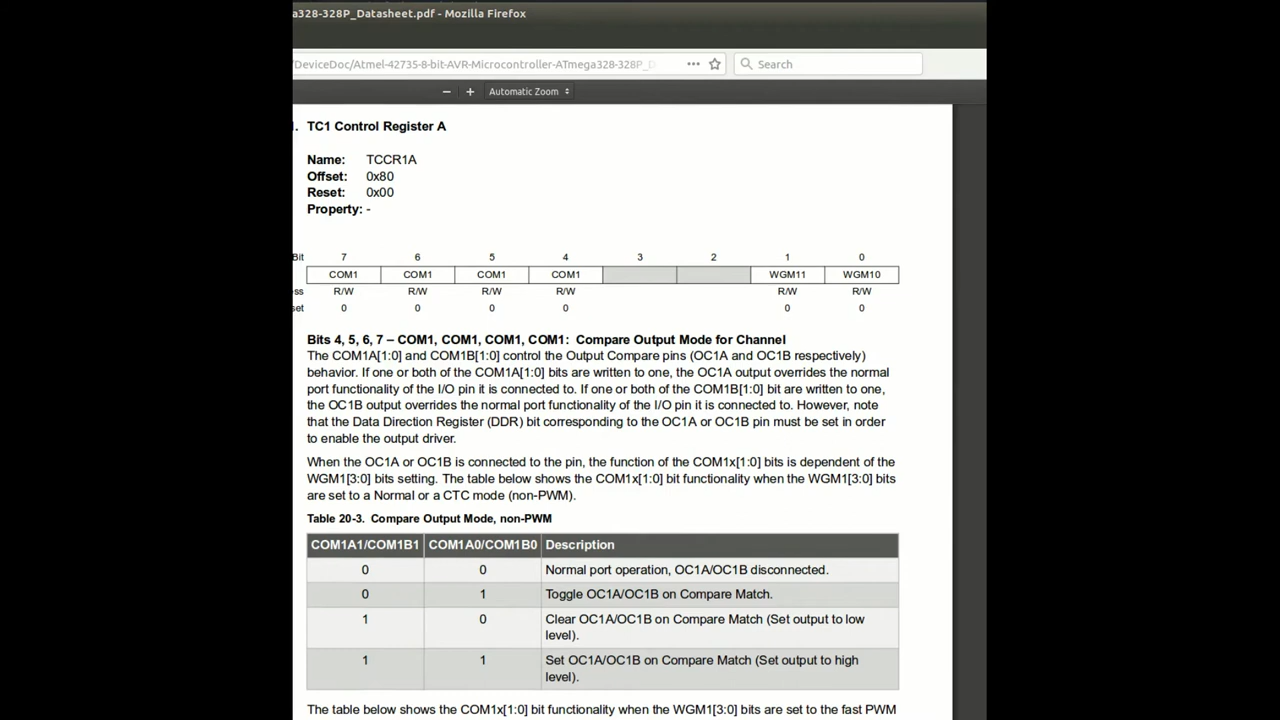 a328-328P_Datasheet.pdf - Mozilla Firefox
/DeviceDoc/Atmel-42735-8-bit-AVR-Microcontroller-ATmega328-328P_D
Search
Automatic Zoom
. TC1 Control Register A
Name: TCCR1A
Offset: 0x80
Reset: 0x00
Property: -
Bit 7 6 5 4 3 2 1 0
COM1 COM1 COM1 COM1 WGM11 WGM10
ss R/W R/W R/W R/W R/W R/W
set 0 0 0 0 0 0
Bits 4, 5, 6, 7 – COM1, COM1, COM1, COM1: Compare Output Mode for Channel
The COM1A[1:0] and COM1B[1:0] control the Output Compare pins (OC1A and OC1B respectively)
behavior. If one or both of the COM1A[1:0] bits are written to one, the OC1A output overrides the normal
port functionality of the I/O pin it is connected to. If one or both of the COM1B[1:0] bit are written to one,
the OC1B output overrides the normal port functionality of the I/O pin it is connected to. However, note
that the Data Direction Register (DDR) bit corresponding to the OC1A or OC1B pin must be set in order
to enable the output driver.
When the OC1A or OC1B is connected to the pin, the function of the COM1x[1:0] bits is dependent of the
WGM1[3:0] bits setting. The table below shows the COM1x[1:0] bit functionality when the WGM1[3:0] bits
are set to a Normal or a CTC mode (non-PWM).
Table 20-3. Compare Output Mode, non-PWM
COM1A1/COM1B1 COM1A0/COM1B0 Description
0 0 Normal port operation, OC1A/OC1B disconnected.
0 1 Toggle OC1A/OC1B on Compare Match.
1 0 Clear OC1A/OC1B on Compare Match (Set output to low
level).
1 1 Set OC1A/OC1B on Compare Match (Set output to high
level).
The table below shows the COM1x[1:0] bit functionality when the WGM1[3:0] bits are set to the fast PWM